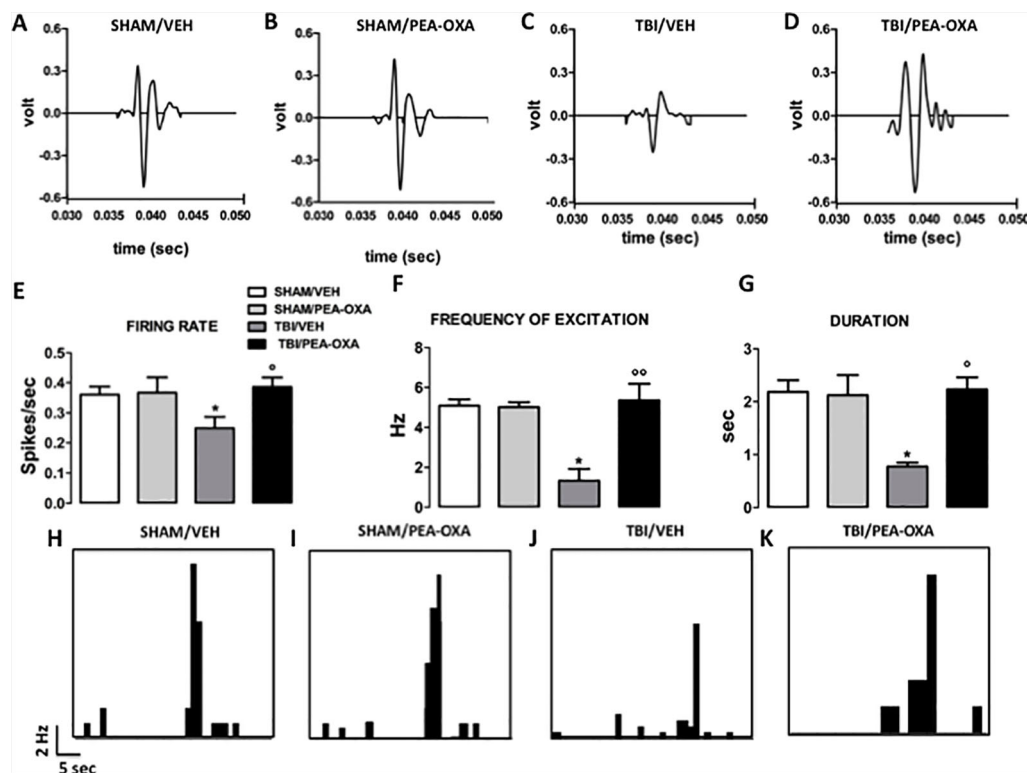 A SHAM/VEH
B SHAM/PEA-OXA
C TBI/VEH
D TBI/PEA-OXA
volt
0.6
0.3
0.0
-0.3
-0.6
0.030 0.035 0.040 0.045 0.050
time (sec)
volt
0.6
0.3
0.0
-0.3
-0.6
0.030 0.035 0.040 0.045 0.050
time (sec)
volt
0.6
0.3
0.0
-0.3
-0.6
0.030 0.035 0.040 0.045 0.050
time (sec)
volt
0.6
0.3
0.0
-0.3
-0.6
0.030 0.035 0.040 0.045 0.050
time (sec)
E
SHAM/VEH
SHAM/PEA-OXA
TBI/VEH
TBI/PEA-OXA
FIRING RATE
Spikes/sec
0.5
0.4
0.3
0.2
0.1
0.0
*
°
F
FREQUENCY OF EXCITATION
Hz
8
6
4
2
0
*
°°
G
DURATION
sec
3
2
1
0
*
°
H SHAM/VEH
I SHAM/PEA-OXA
J TBI/VEH
K TBI/PEA-OXA
2 Hz
5 sec